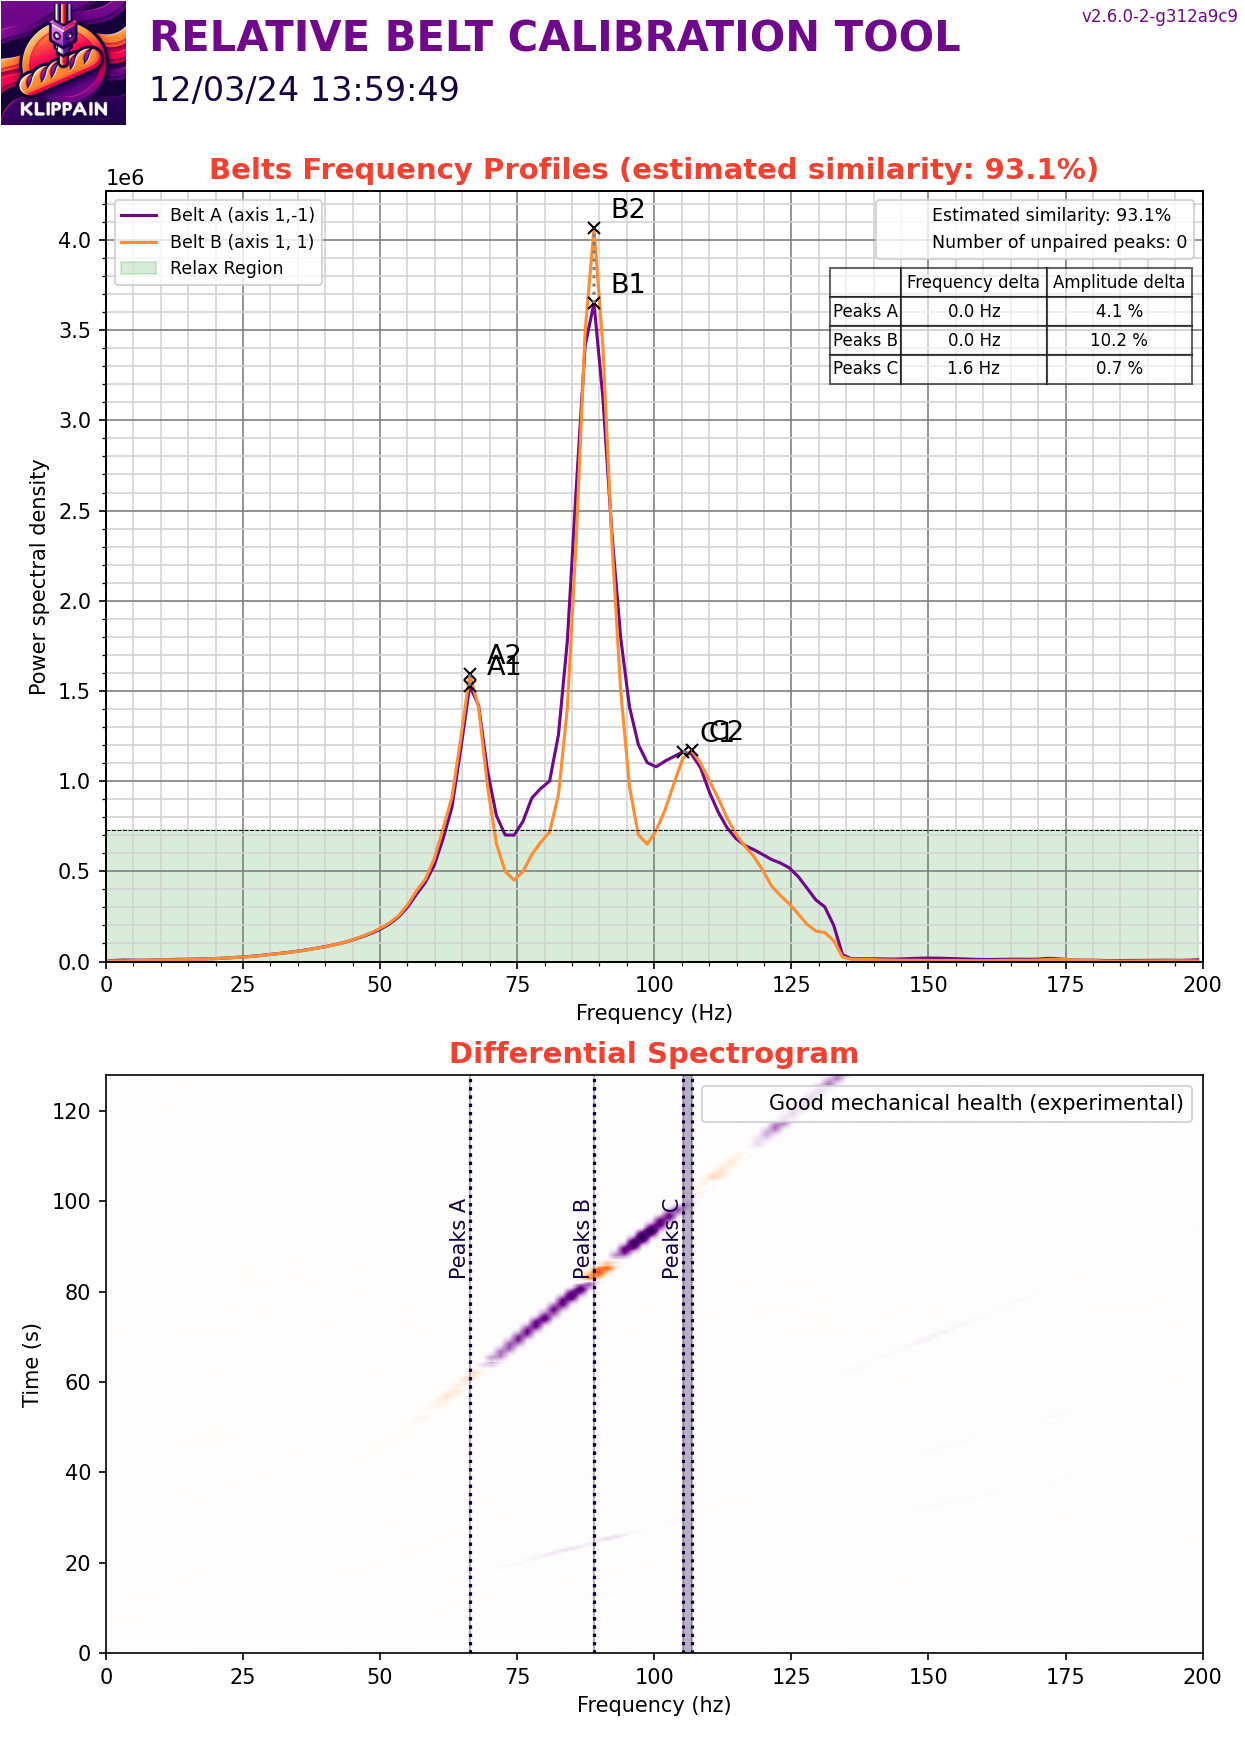 KLIPPAIN
RELATIVE BELT CALIBRATION TOOL
12/03/24 13:59:49
v2.6.0-2-g312a9c9
Belts Frequency Profiles (estimated similarity: 93.1%)
1e6
Belt A (axis 1,-1)
Belt B (axis 1, 1)
Relax Region
Estimated similarity: 93.1%
Number of unpaired peaks: 0
Frequency delta Amplitude delta
Peaks A 0.0 Hz 4.1 %
Peaks B 0.0 Hz 10.2 %
Peaks C 1.6 Hz 0.7 %
B2
B1
A2
A1
C1
C2
Power spectral density
4.0
3.5
3.0
2.5
2.0
1.5
1.0
0.5
0.0
0 25 50 75 100 125 150 175 200
Frequency (Hz)
Differential Spectrogram
Good mechanical health (experimental)
Peaks A
Peaks B
Peaks C
Time (s)
120
100
80
60
40
20
0
0 25 50 75 100 125 150 175 200
Frequency (hz)